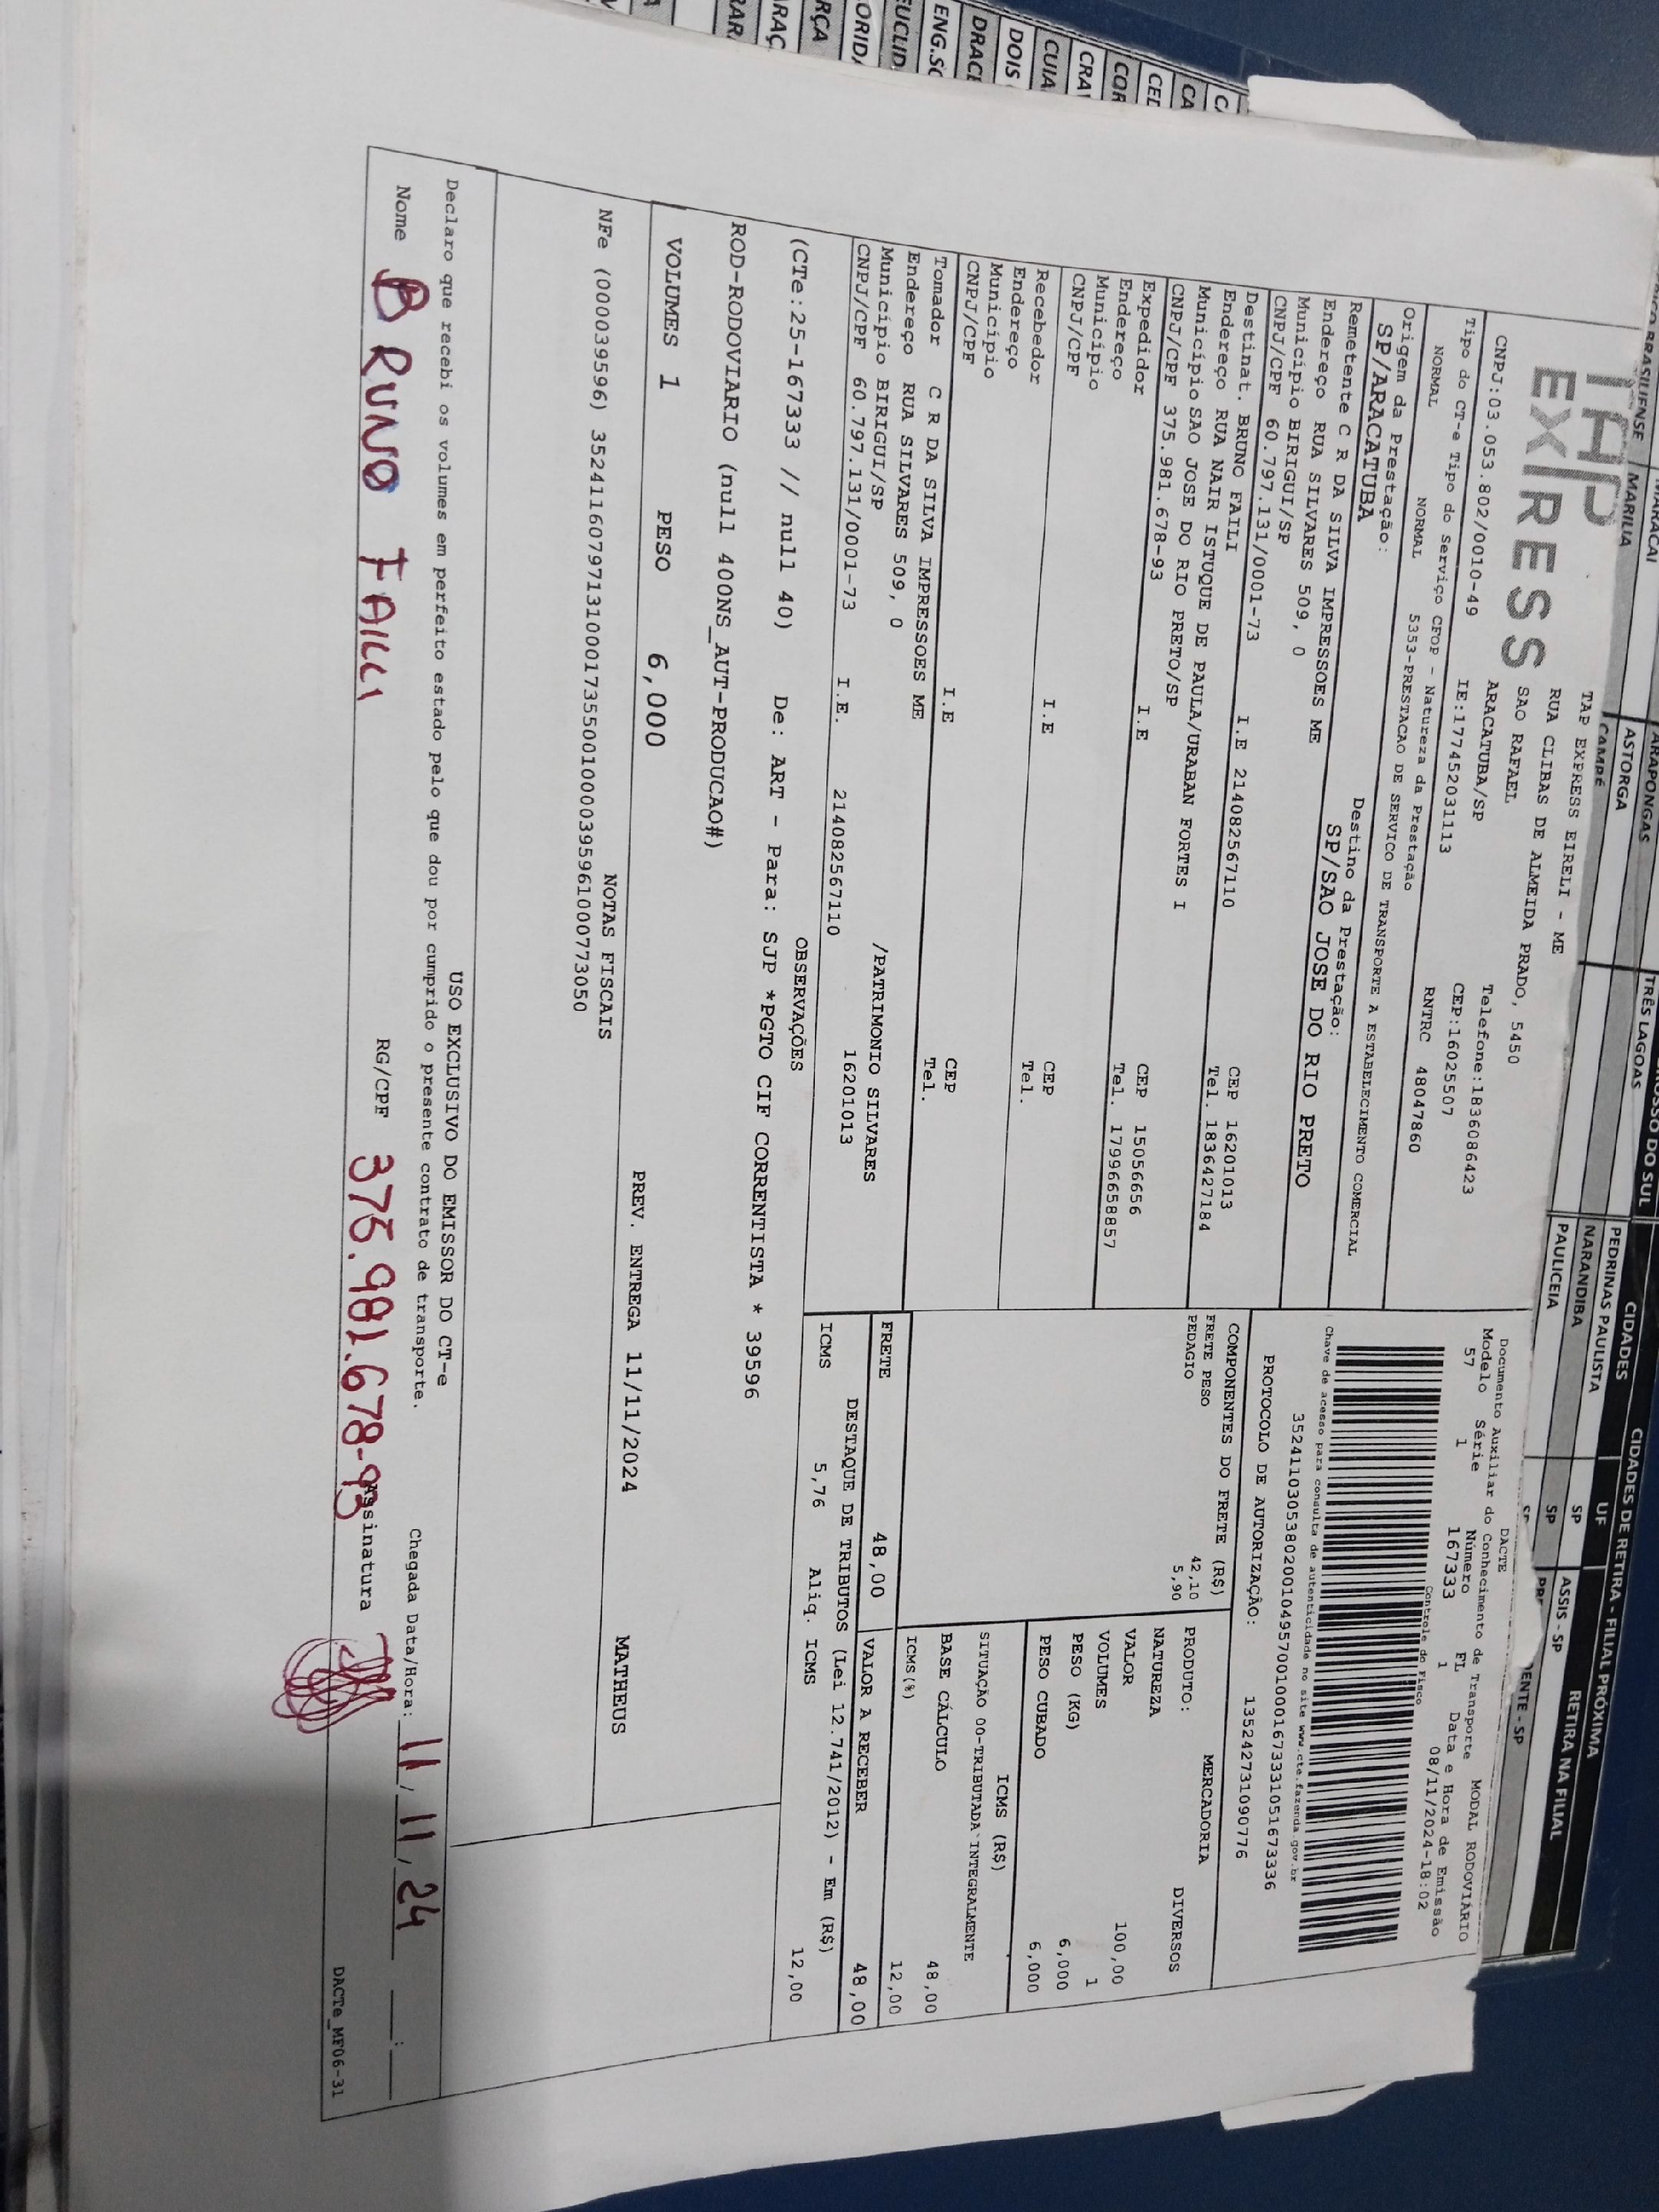 TAP
EXPRESS
TAP EXPRESS EIRELI - ME
RUA CLIBAS DE ALMEIDA PRADO, 5450
SAO RAFAEL
ARACATUBA/SP
Telefone:1836086423
CNPJ:03.053.802/0010-49
IE:177452031113
CEP:16025507
Tipo do CT-e Tipo do Serviço CFOP - Natureza da Prestação
RNTRC 48047860
NORMAL NORMAL 5353-PRESTACAO DE SERVICO DE TRANSPORTE A ESTABELECIMENTO COMERCIAL
Origem da Prestação:
SP/ARACATUBA
Destino da Prestação:
SP/SAO JOSE DO RIO PRETO
Remetente C R DA SILVA IMPRESSOES ME
Endereço RUA SILVARES 509, 0
Município BIRIGUI/SP
CEP 16201013
CNPJ/CPF 60.797.131/0001-73
I.E 214082567110
Tel. 1836427184
Destinat. BRUNO FAILI
Endereço RUA NAIR ISTUQUE DE PAULA/URABAN FORTES I
Município SAO JOSE DO RIO PRETO/SP
CEP 15056656
CNPJ/CPF 375.981.678-93
I.E
Tel. 17996658857
Expedidor
Endereço
Município
CEP
CNPJ/CPF
I.E
Tel.
Recebedor
Endereço
Município
CEP
CNPJ/CPF
I.E
Tel.
Tomador C R DA SILVA IMPRESSOES ME
Endereço RUA SILVARES 509, 0
/PATRIMONIO SILVARES
Município BIRIGUI/SP
16201013
CNPJ/CPF 60.797.131/0001-73
I.E. 214082567110
DACTE
MODAL RODOVIÁRIO
Documento Auxiliar do Conhecimento de Transporte
Modelo Série Número FL Data e Hora de Emissão
57 1 167333 1 08/11/2024-18:02
Controle do Fisco
Chave de acesso para consulta de autenticidade no site www.cte.fazenda.gov.br
35241103053802001049570010001673331051673336
PROTOCOLO DE AUTORIZAÇÃO: 135242731090776
COMPONENTES DO FRETE (R$)
FRETE PESO 42,10
PEDAGIO 5,90
FRETE 48,00
PRODUTO: MERCADORIA
NATUREZA DIVERSOS
VALOR 100,00
VOLUMES 1
PESO (KG) 6,000
PESO CUBADO 6,000
ICMS (R$)
SITUAÇÃO 00-TRIBUTADA INTEGRALMENTE
BASE CÁLCULO 48,00
ICMS(%) 12,00
VALOR A RECEBER 48,00
DESTAQUE DE TRIBUTOS (Lei 12.741/2012) - Em (R$)
ICMS 5,76 Aliq. ICMS 12,00
OBSERVAÇÕES
(CTe:25-167333 // null 40) De: ART - Para: SJP *PGTO CIF CORRENTISTA * 39596
ROD-RODOVIARIO (null 400NS_AUT-PRODUCAO#)
VOLUMES 1 PESO 6,000 PREV. ENTREGA 11/11/2024 MATHEUS
NOTAS FISCAIS
NFe (000039596) 35241160797131000173550010000395961000773050
USO EXCLUSIVO DO EMISSOR DO CT-e
Declaro que recebi os volumes em perfeito estado pelo que dou por cumprido o presente contrato de transporte.
Chegada Data/Hora: 11/11/24 __:__
Nome BRUNO FAILLI RG/CPF 375.981.678-93 Assinatura
DACTe_MF06-31
ARAPONGAS
ASTORGA
CAMBÉ
MARACAI
MARILIA
TRÊS LAGOAS
CIDADES DE RETIRA - FILIAL PRÓXIMA
CIDADES UF RETIRA NA FILIAL
PEDRINAS PAULISTA SP ASSIS - SP
NARANDIBA SP
PAULICEIA